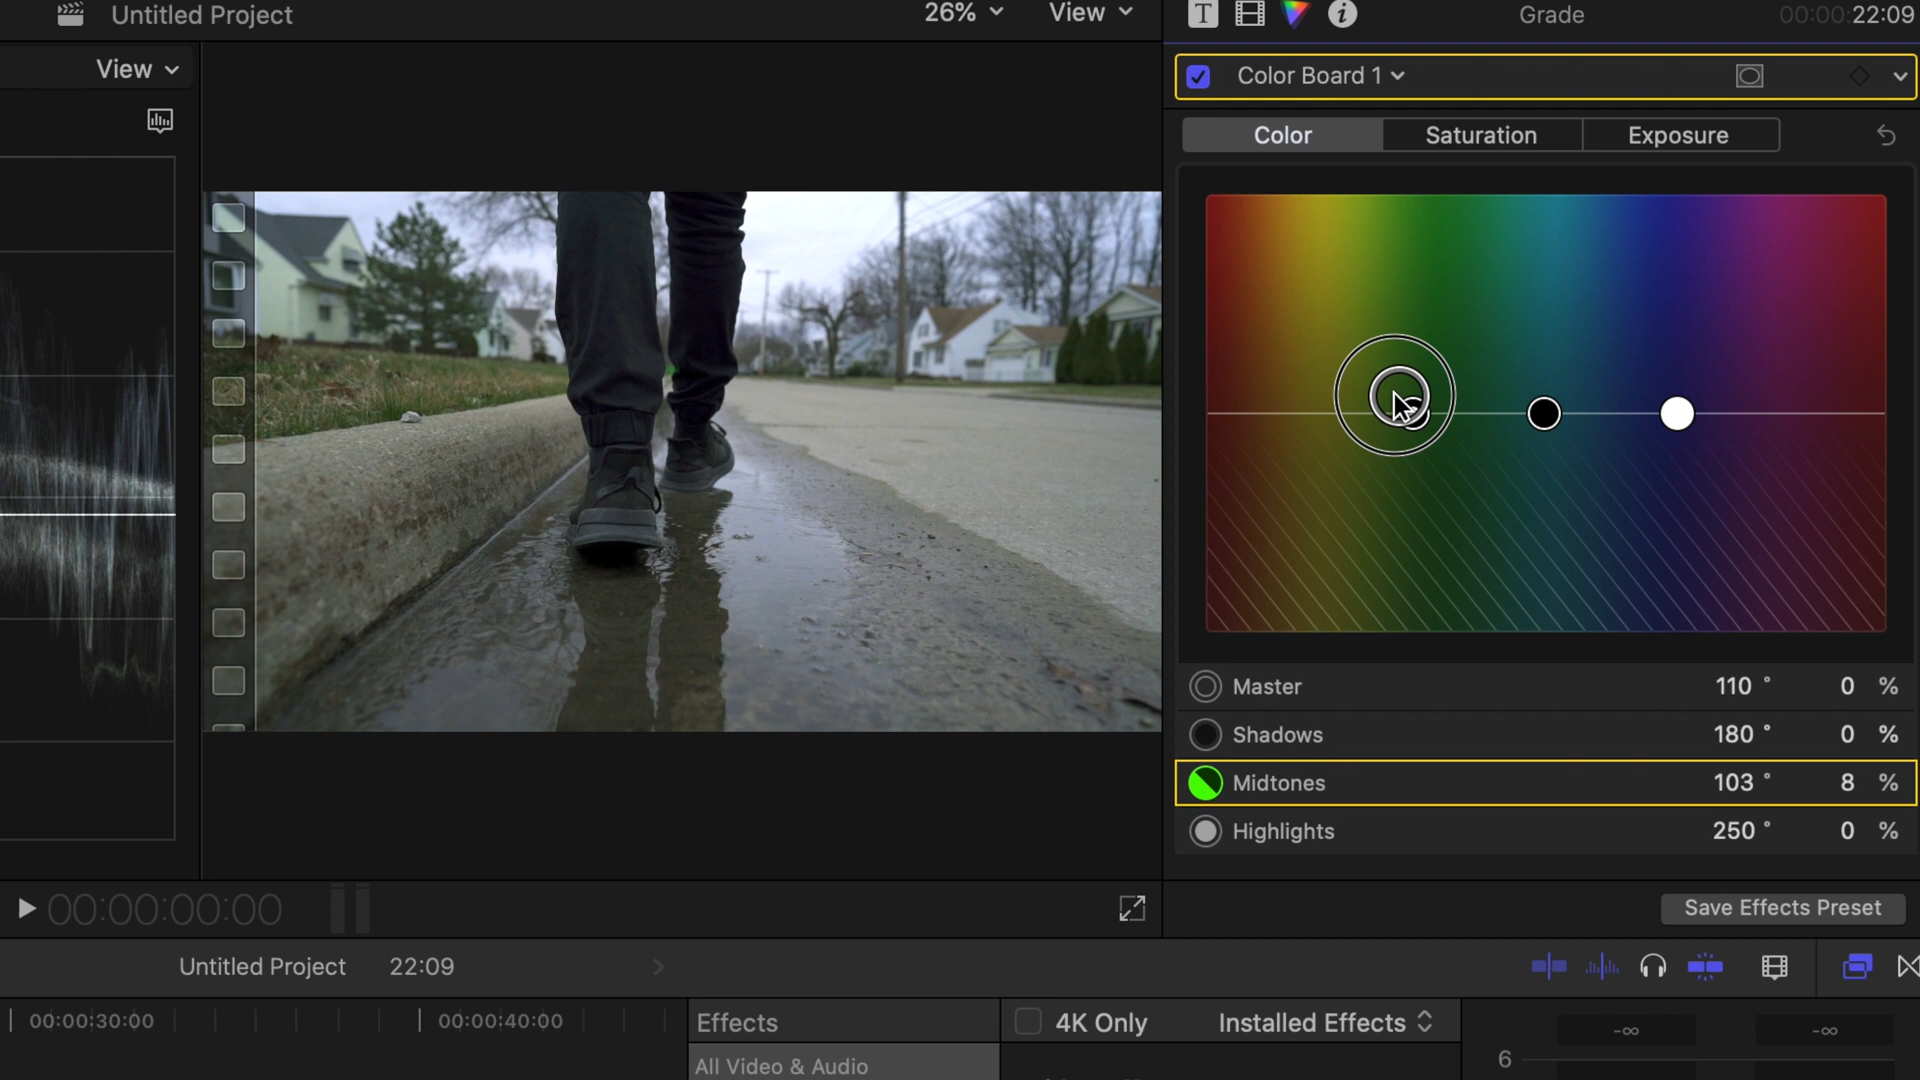 Untitled Project
26%
View
T
i
Grade
00:00:22:09
View
Color Board 1
Color
Saturation
Exposure
Master
110 °
0 %
Shadows
180 °
0 %
Midtones
103 °
8 %
Highlights
250 °
0 %
00:00:00:00
Save Effects Preset
Untitled Project
22:09
00:00:30:00
00:00:40:00
Effects
4K Only
Installed Effects
-∞
-∞
All Video & Audio
6